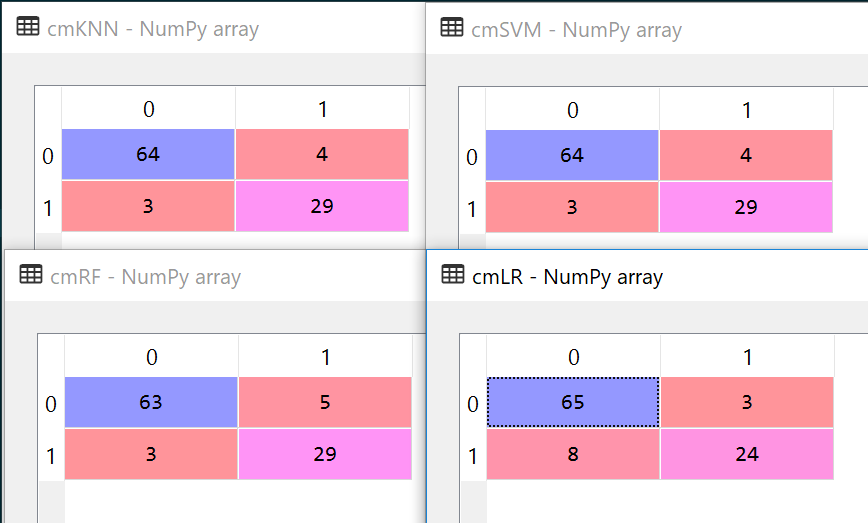 cmKNN - NumPy array
0 1
0 64 4
1 3 29
cmSVM - NumPy array
0 1
0 64 4
1 3 29
cmRF - NumPy array
0 1
0 63 5
1 3 29
cmLR - NumPy array
0 1
0 65 3
1 8 24